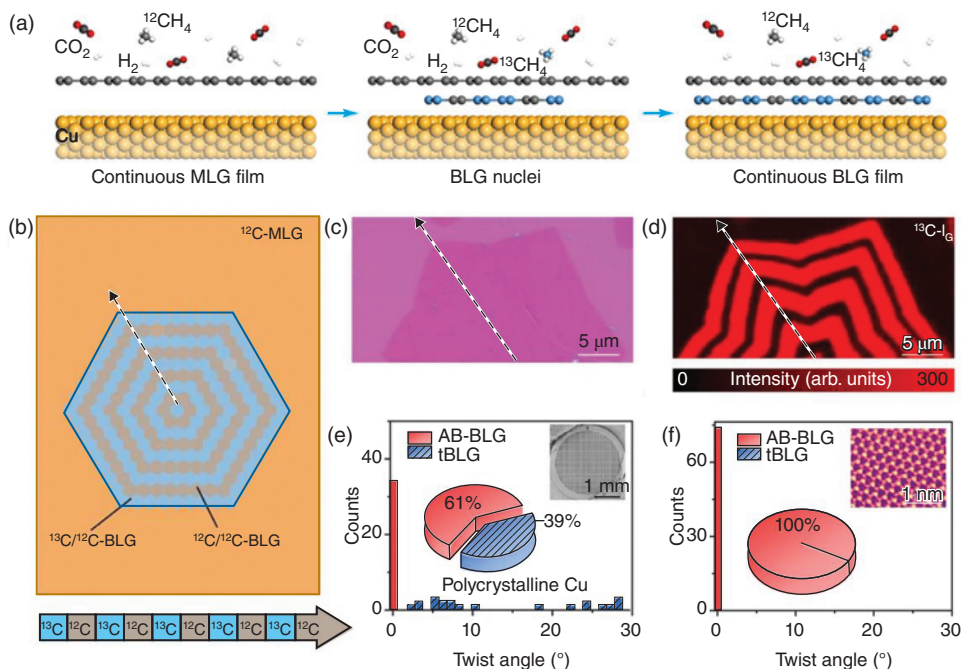 (a)
¹²CH₄
CO₂
H₂
Cu
Continuous MLG film
¹²CH₄
CO₂
H₂
¹³CH₄
BLG nuclei
¹²CH₄
CO₂
H₂
¹³CH₄
Continuous BLG film
(b)
¹²C-MLG
¹³C/¹²C-BLG
¹²C/¹²C-BLG
¹³C ¹²C ¹³C ¹²C ¹³C ¹²C ¹³C ¹²C ¹³C ¹²C
(c)
5 μm
(d)
¹³C-I_G
5 μm
0 Intensity (arb. units) 300
(e)
AB-BLG
tBLG
1 mm
61%
39%
Polycrystalline Cu
Counts
40
20
0
0 10 20 30
Twist angle (°)
(f)
AB-BLG
tBLG
1 nm
100%
Counts
60
30
0
0 10 20 30
Twist angle (°)